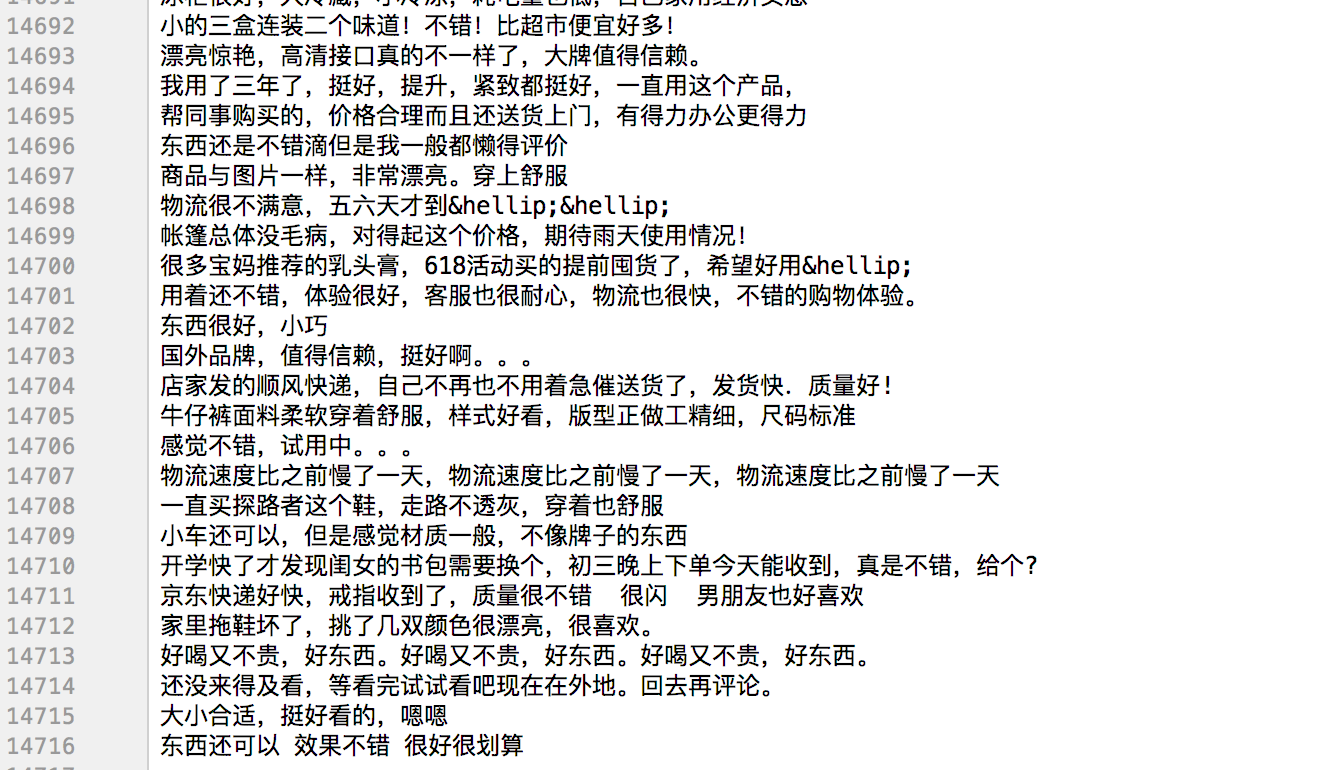 14692 小的三盒连装二个味道！不错！比超市便宜好多！
14693 漂亮惊艳，高清接口真的不一样了，大牌值得信赖。
14694 我用了三年了，挺好，提升，紧致都挺好，一直用这个产品，
14695 帮同事购买的，价格合理而且还送货上门，有得力办公更得力
14696 东西还是不错滴但是我一般都懒得评价
14697 商品与图片一样，非常漂亮。穿上舒服
14698 物流很不满意，五六天才到&hellip;&hellip;
14699 帐篷总体没毛病，对得起这个价格，期待雨天使用情况！
14700 很多宝妈推荐的乳头膏，618活动买的提前囤货了，希望好用&hellip;
14701 用着还不错，体验很好，客服也很耐心，物流也很快，不错的购物体验。
14702 东西很好，小巧
14703 国外品牌，值得信赖，挺好啊。。。
14704 店家发的顺风快递，自己不再也不用着急催送货了，发货快．质量好！
14705 牛仔裤面料柔软穿着舒服，样式好看，版型正做工精细，尺码标准
14706 感觉不错，试用中。。。
14707 物流速度比之前慢了一天，物流速度比之前慢了一天，物流速度比之前慢了一天
14708 一直买探路者这个鞋，走路不透灰，穿着也舒服
14709 小车还可以，但是感觉材质一般，不像牌子的东西
14710 开学快了才发现闺女的书包需要换个，初三晚上下单今天能收到，真是不错，给个?
14711 京东快递好快，戒指收到了，质量很不错  很闪  男朋友也好喜欢
14712 家里拖鞋坏了，挑了几双颜色很漂亮，很喜欢。
14713 好喝又不贵，好东西。好喝又不贵，好东西。好喝又不贵，好东西。
14714 还没来得及看，等看完试试看吧现在在外地。回去再评论。
14715 大小合适，挺好看的，嗯嗯
14716 东西还可以 效果不错 很好很划算